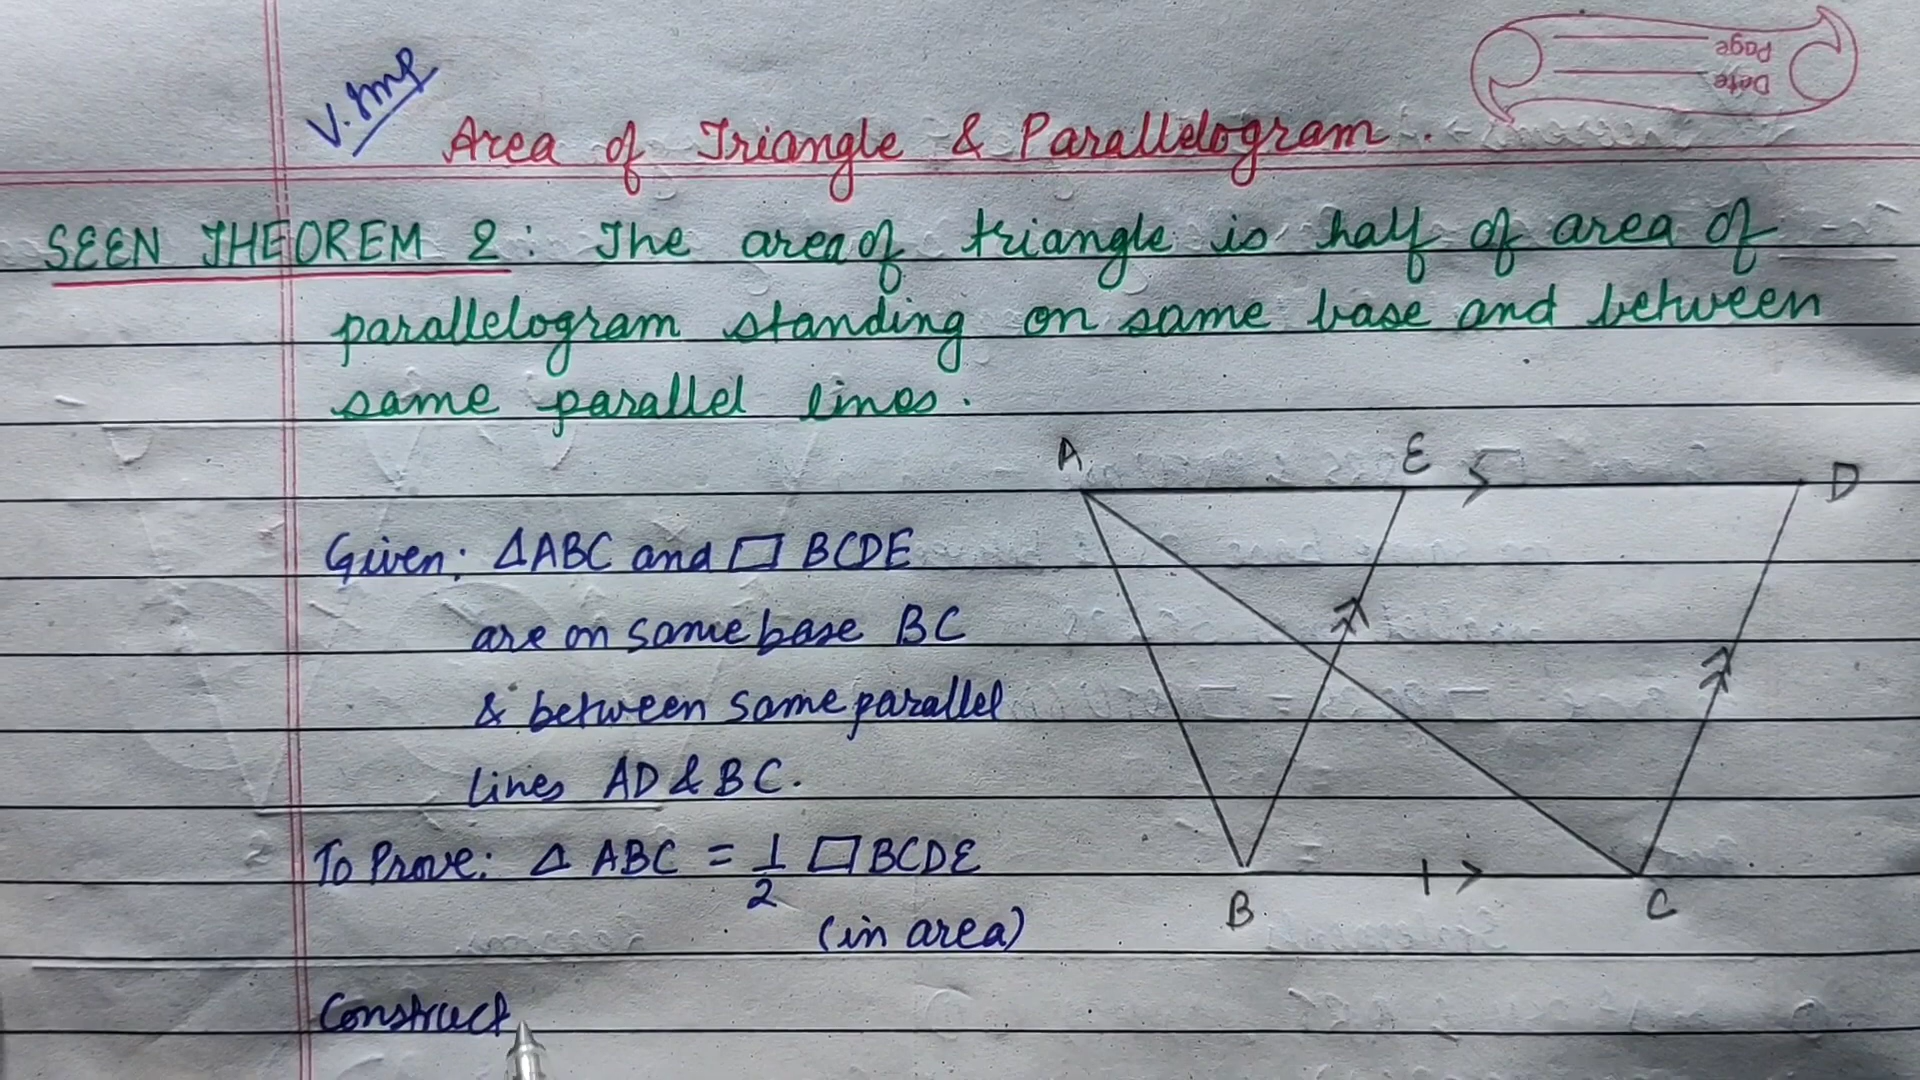 Page
Date
V. Imp
Area of Triangle & Parallelogram.
SEEN THEOREM 2: The area of triangle is half of area of
parallelogram standing on same base and between
same parallel lines.
A E D
Given: △ABC and ▱ BCDE
are on same base BC
& between same parallel
lines AD & BC.
To Prove: △ ABC = 1/2 ▱ BCDE
(in area)
B C
Construct